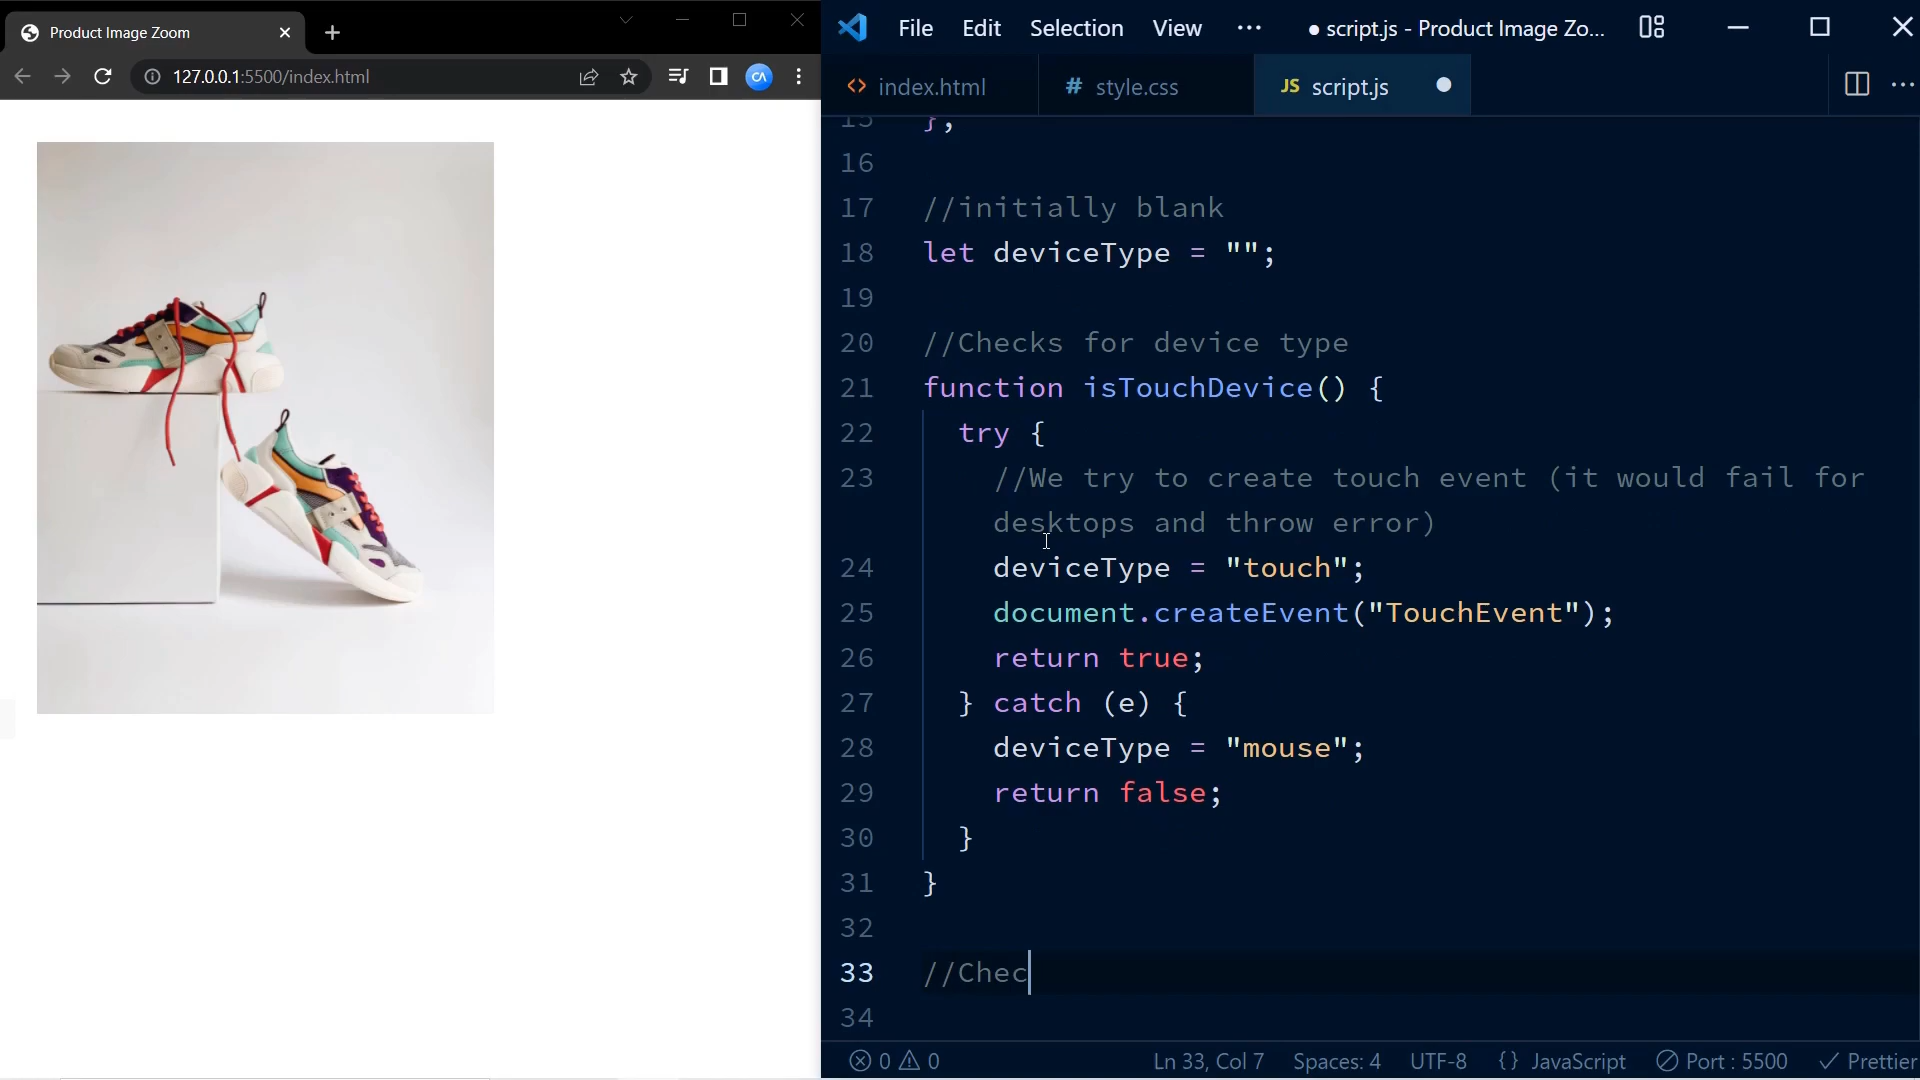 Product Image Zoom
127.0.0.1:5500/index.html
CA
File Edit Selection View ··· ● script.js - Product Image Zo...
<> index.html # style.css JS script.js ● ···
15 },
16
17 //initially blank
18 let deviceType = "";
19
20 //Checks for device type
21 function isTouchDevice() {
22 try {
23 //We try to create touch event (it would fail for
desktops and throw error)
24 deviceType = "touch";
25 document.createEvent("TouchEvent");
26 return true;
27 } catch (e) {
28 deviceType = "mouse";
29 return false;
30 }
31 }
32
33 //Chec
34
0 0 Ln 33, Col 7 Spaces: 4 UTF-8 {} JavaScript Port : 5500 Prettier